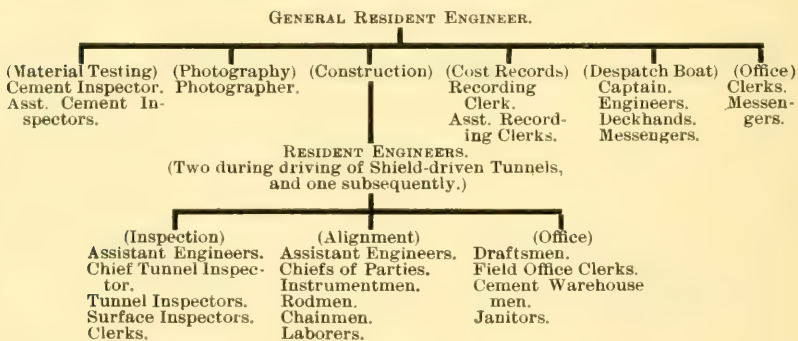 GENERAL RESIDENT ENGINEER.
(Material Testing)
Cement Inspector.
Asst. Cement In-
spectors.
(Photography)
Photographer.
(Construction)
(Cost Records)
Recording
Clerk.
Asst. Record-
ing Clerks.
(Despatch Boat)
Captain.
Engineers.
Deckhands.
Messengers.
(Office)
Clerks.
Messen-
gers.
RESIDENT ENGINEERS.
(Two during driving of Shield-driven Tunnels,
and one subsequently.)
(Inspection)
Assistant Engineers.
Chief Tunnel Inspec-
tor.
Tunnel Inspectors.
Surface Inspectors.
Clerks.
(Alignment)
Assistant Engineers.
Chiefs of Parties.
Instrumentmen.
Rodmen.
Chainmen.
Laborers.
(Office)
Draftsmen.
Field Office Clerks.
Cement Warehouse
men.
Janitors.